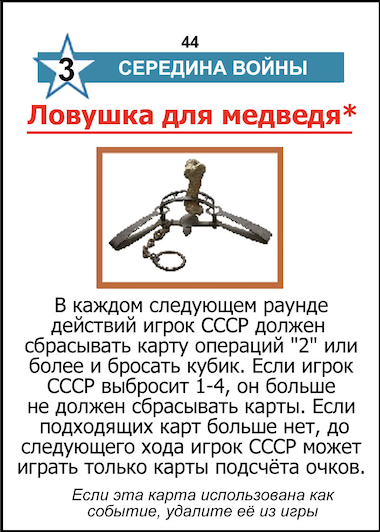 44
3 СЕРЕДИНА ВОЙНЫ
Ловушка для медведя*
В каждом следующем раунде
действий игрок СССР должен
сбрасывать карту операций "2" или
более и бросать кубик. Если игрок
СССР выбросит 1-4, он больше
не должен сбрасывать карты. Если
подходящих карт больше нет, до
следующего хода игрок СССР может
играть только карты подсчёта очков.
Если эта карта использована как
событие, удалите её из игры